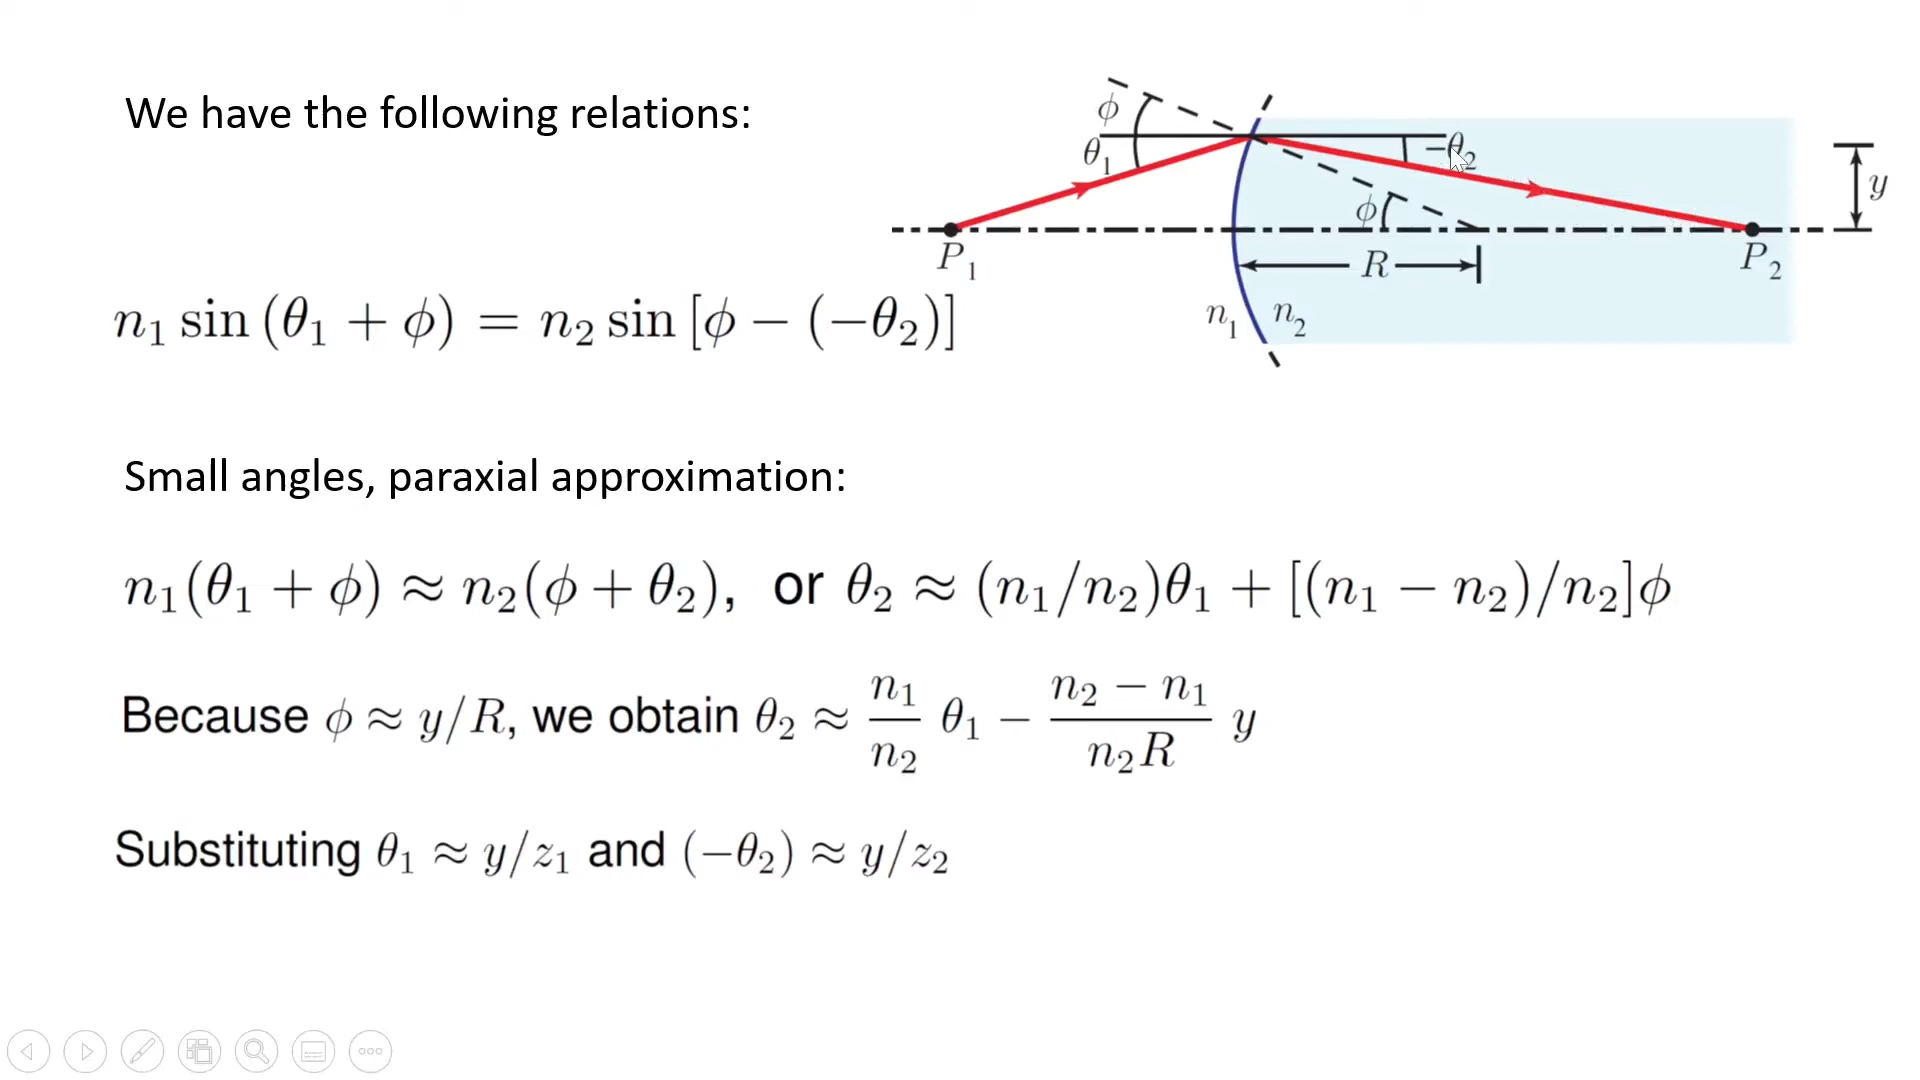 We have the following relations:
ϕ
θ₁
−θ₂
y
ϕ
P₁
R
P₂
n₁ n₂
n₁ sin (θ₁ + ϕ) = n₂ sin [ϕ − (−θ₂)]
Small angles, paraxial approximation:
n₁(θ₁ + ϕ) ≈ n₂(ϕ + θ₂), or θ₂ ≈ (n₁/n₂)θ₁ + [(n₁ − n₂)/n₂]ϕ
Because ϕ ≈ y/R, we obtain θ₂ ≈ n₁/n₂ θ₁ − n₂ − n₁/n₂R y
Substituting θ₁ ≈ y/z₁ and (−θ₂) ≈ y/z₂